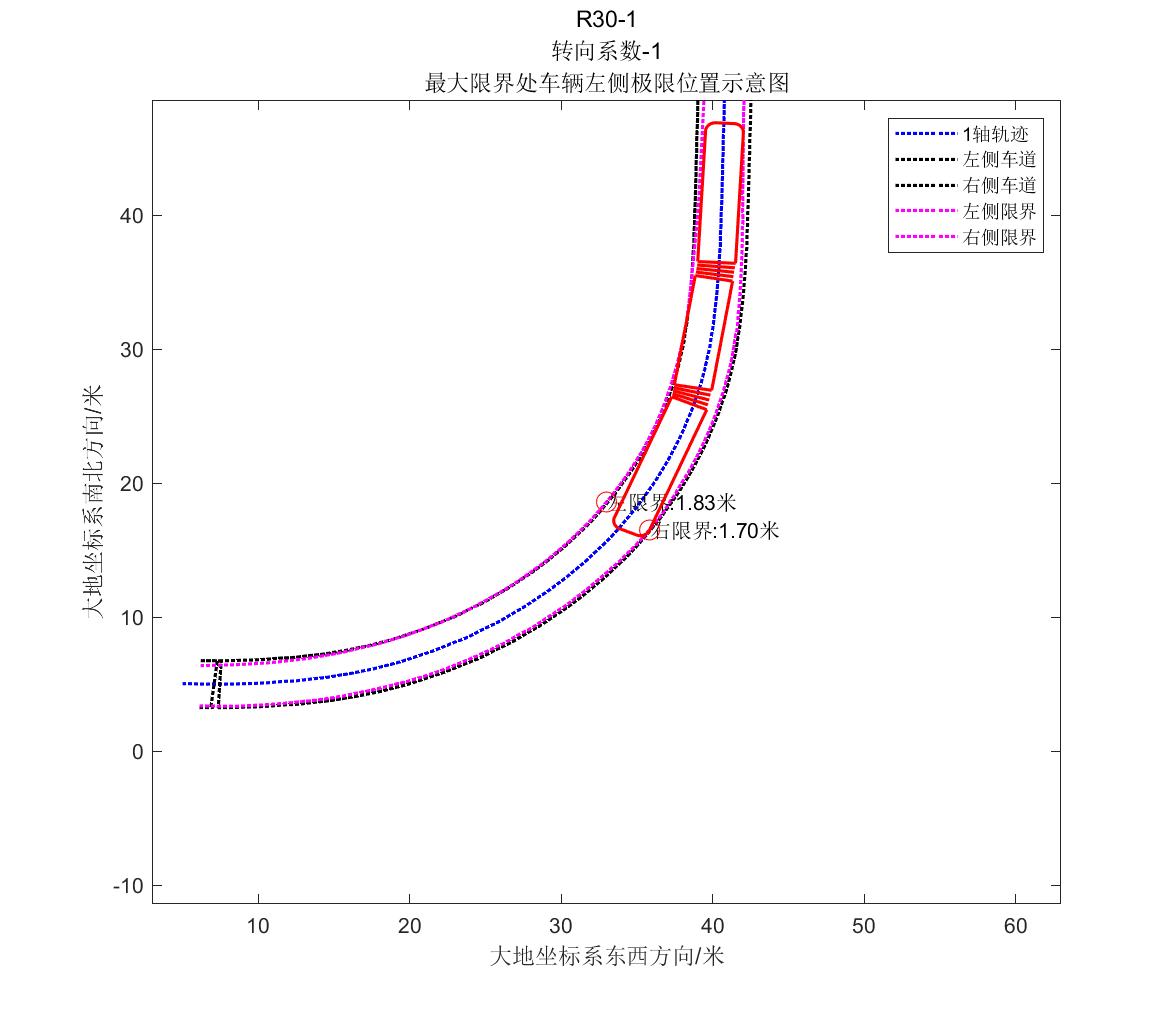 R30-1
转向系数-1
最大限界处车辆左侧极限位置示意图
1轴轨迹
左侧车道
右侧车道
左侧限界
右侧限界
大地坐标系南北方向/米
40
30
20
10
0
-10
左限界:1.83米
右限界:1.70米
10
20
30
40
50
60
大地坐标系东西方向/米